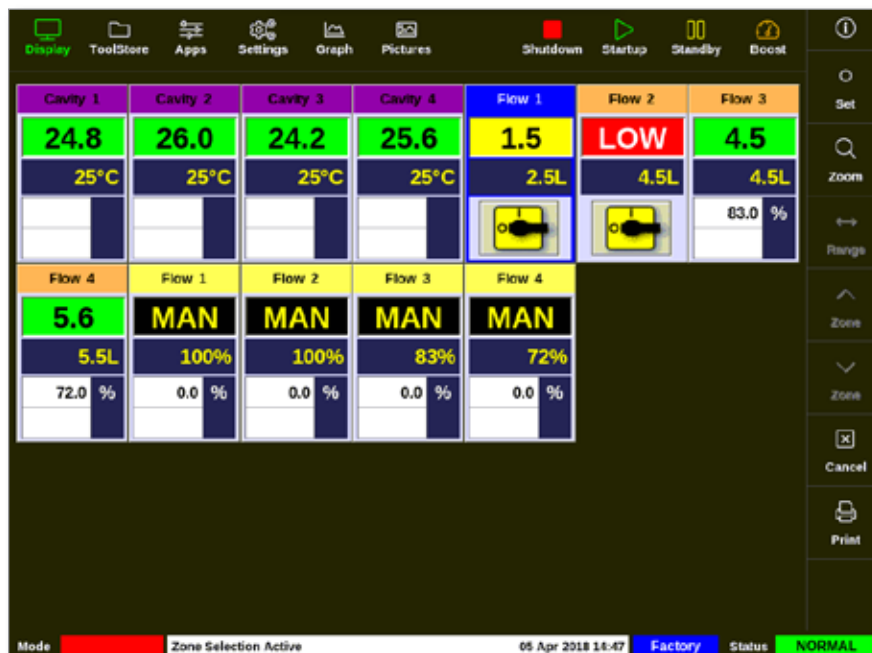 Display ToolStore Apps Settings Graph Pictures Shutdown Startup Standby Boost
Set
Zoom
Range
Zone
Zone
Cancel
Print
Cavity 1 Cavity 2 Cavity 3 Cavity 4 Flow 1 Flow 2 Flow 3
24.8 26.0 24.2 25.6 1.5 LOW 4.5
25°C 25°C 25°C 25°C 2.5L 4.5L 4.5L
83.0 %
Flow 4 Flow 1 Flow 2 Flow 3 Flow 4
5.6 MAN MAN MAN MAN
5.5L 100% 100% 83% 72%
72.0 % 0.0 % 0.0 % 0.0 % 0.0 %
Mode Zone Selection Active 05 Apr 2018 14:47 Factory Status NORMAL